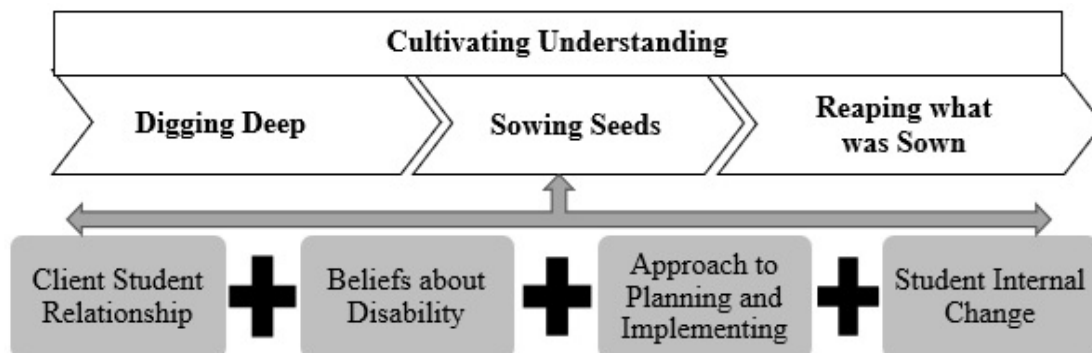 Cultivating Understanding
Digging Deep
Sowing Seeds
Reaping what
was Sown
Client Student
Relationship
Beliefs about
Disability
Approach to
Planning and
Implementing
Student Internal
Change